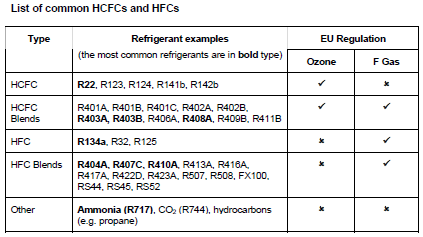 List of common HCFCs and HFCs
Type Refrigerant examples EU Regulation
(the most common refrigerants are in bold type)
Ozone F Gas
HCFC R22, R123, R124, R141b, R142b ✓ ×
HCFC R401A, R401B, R401C, R402A, R402B, ✓ ✓
Blends R403A, R403B, R406A, R408A, R409B, R411B
HFC R134a, R32, R125 × ✓
HFC Blends R404A, R407C, R410A, R413A, R416A, × ✓
R417A, R422D, R423A, R507, R508, FX100,
RS44, RS45, RS52
Other Ammonia (R717), CO₂ (R744), hydrocarbons × ×
(e.g. propane)